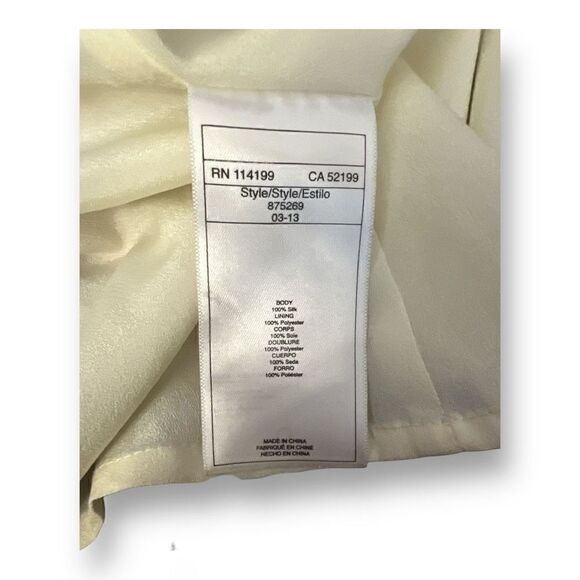 RN 114199 CA 52199
Style/Style/Estilo
875269
03-13
BODY
100% Silk
LINING
100% Polyester
CORPS
100% Soie
DOUBLURE
100% Polyester
CUERPO
100% Seda
FORRO
100% Poliéster
MADE IN CHINA
FABRIQUÉ EN CHINE
HECHO EN CHINA